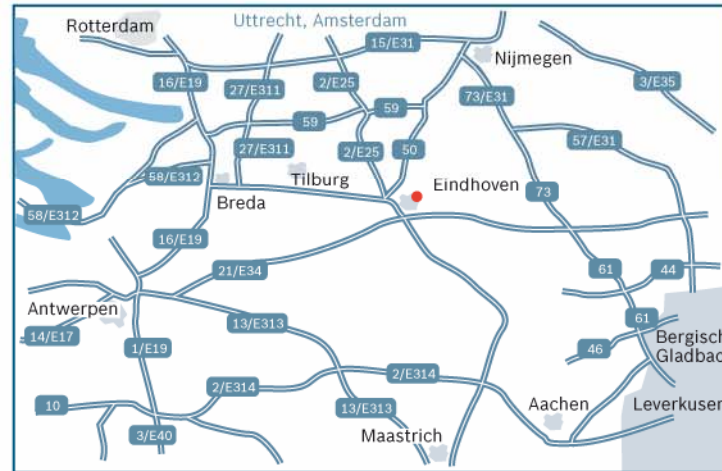 Uttrecht, Amsterdam
Rotterdam
15/E31
Nijmegen
16/E19
2/E25
3/E35
27/E311
73/E31
59
59
57/E31
27/E311
2/E25
50
58/E312
Tilburg
Eindhoven
73
Breda
58/E312
16/E19
21/E34
61
44
Antwerpen
13/E313
61
14/E17
1/E19
46
Bergisch
Gladbac
2/E314
2/E314
10
13/E313
Aachen
Leverkusen
3/E40
Maastrich